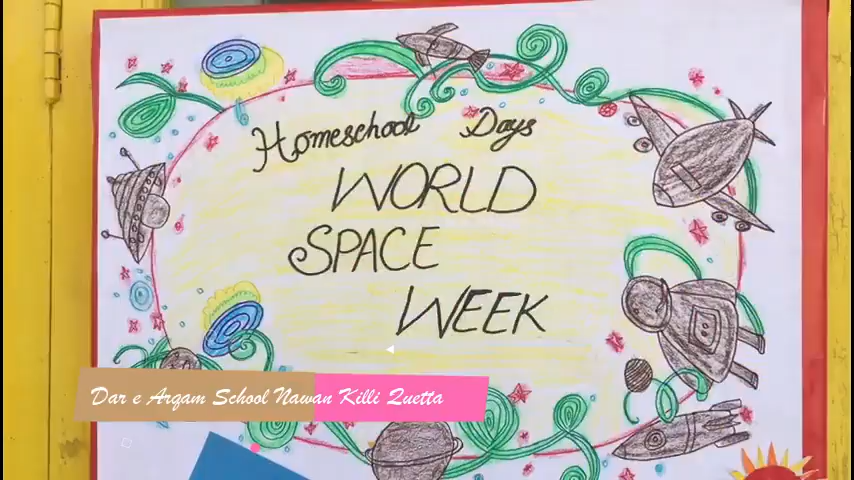 Homeschool Days
WORLD
SPACE
WEEK
Dar e Arqam School Nawan Killi Quetta